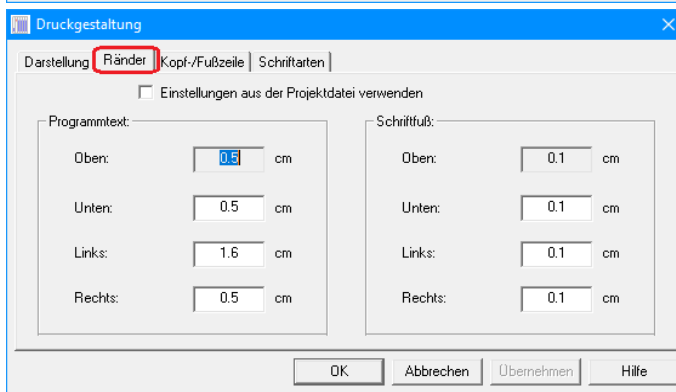 Druckgestaltung
Darstellung Ränder Kopf-/Fußzeile Schriftarten
Einstellungen aus der Projektdatei verwenden
Programmtext: Schriftfuß:
Oben: 0.5 cm Oben: 0.1 cm
Unten: 0.5 cm Unten: 0.1 cm
Links: 1.6 cm Links: 0.1 cm
Rechts: 0.5 cm Rechts: 0.1 cm
OK Abbrechen Übernehmen Hilfe